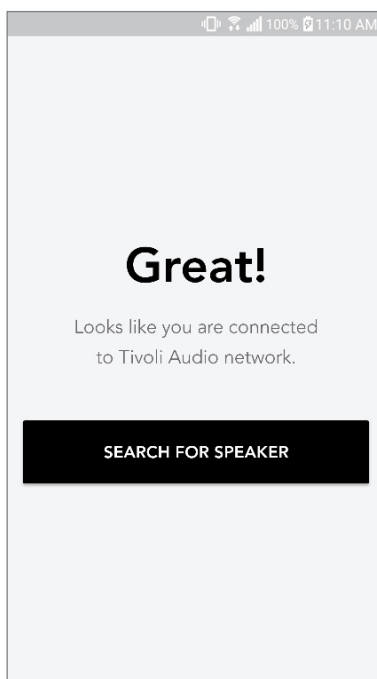 100% 11:10 AM
Great!
Looks like you are connected
to Tivoli Audio network.
SEARCH FOR SPEAKER